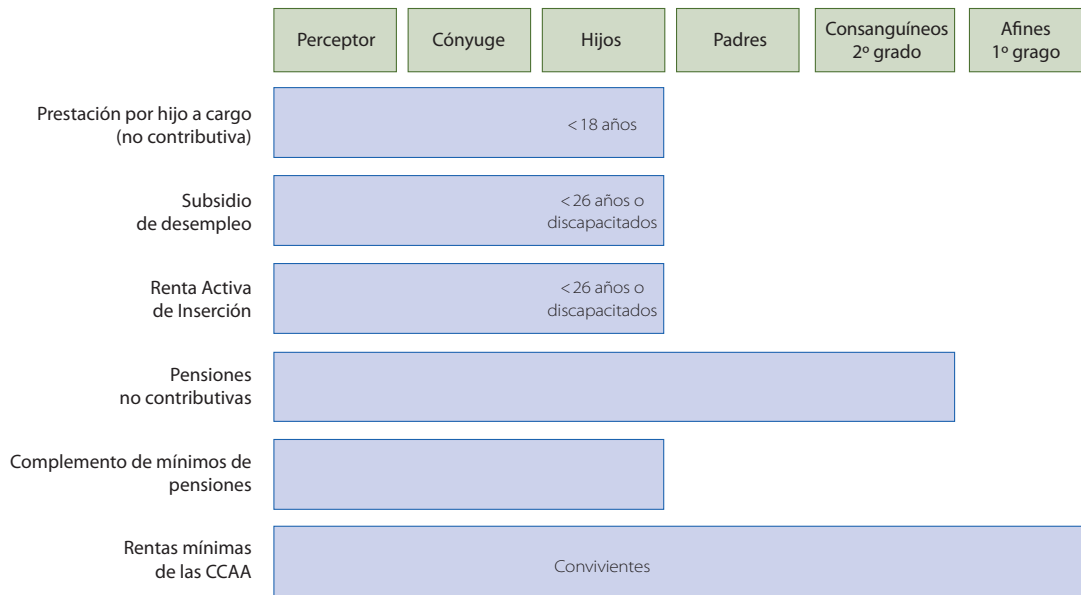 Perceptor
Cónyuge
Hijos
Padres
Consanguíneos
2º grado
Afines
1º grago
Prestación por hijo a cargo
(no contributiva)
<18 años
Subsidio
de desempleo
<26 años o
discapacitados
Renta Activa
de Inserción
<26 años o
discapacitados
Pensiones
no contributivas
Complemento de mínimos de
pensiones
Rentas mínimas
de las CCAA
Convivientes